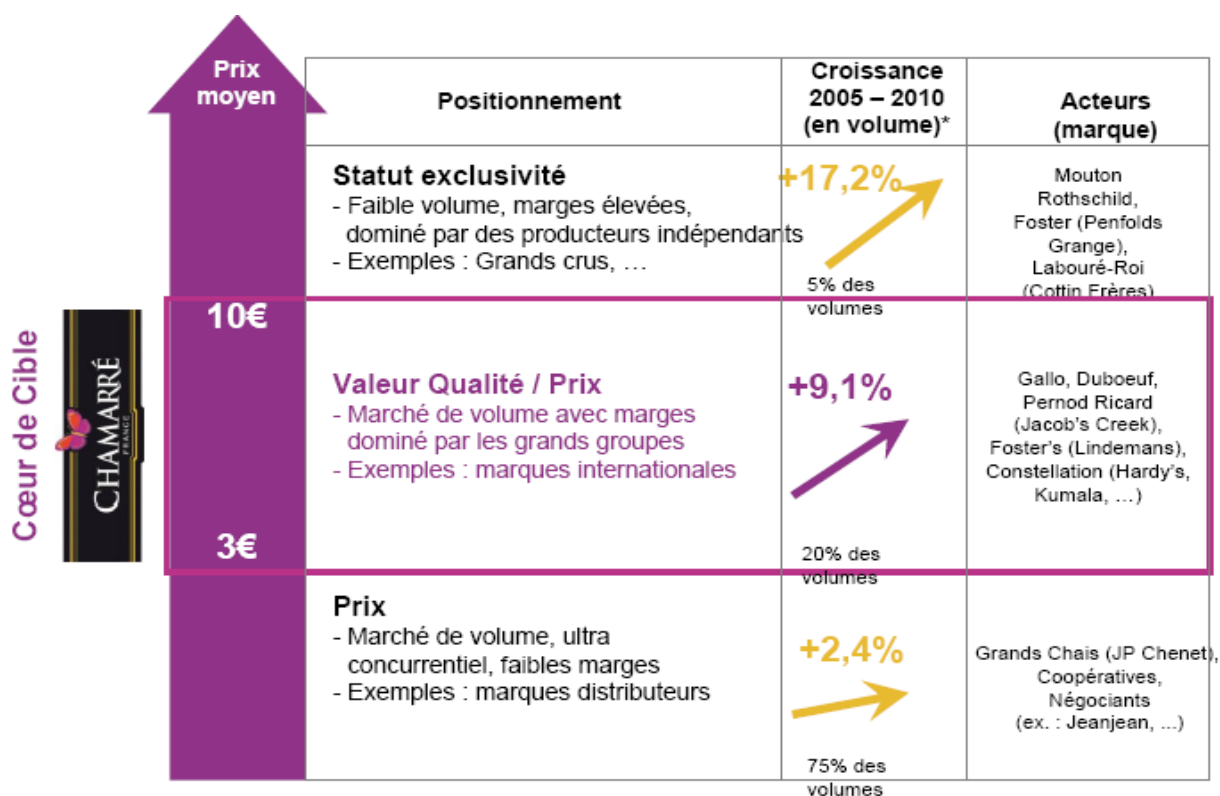 Prix
moyen
Positionnement
Croissance
2005 – 2010
(en volume)*
Acteurs
(marque)
Statut exclusivité
- Faible volume, marges élevées,
dominé par des producteurs indépendants
- Exemples : Grands crus, …
+17,2%
5% des
volumes
Mouton
Rothschild,
Foster (Penfolds
Grange),
Labouré-Roi
(Cottin Frères)
10€
Cœur de Cible
CHAMARRÉ
FRANCE
Valeur Qualité / Prix
- Marché de volume avec marges
dominé par les grands groupes
- Exemples : marques internationales
+9,1%
20% des
volumes
Gallo, Duboeuf,
Pernod Ricard
(Jacob's Creek),
Foster's (Lindemans),
Constellation (Hardy's,
Kumala, …)
3€
Prix
- Marché de volume, ultra
concurrentiel, faibles marges
- Exemples : marques distributeurs
+2,4%
75% des
volumes
Grands Chais (JP Chenet),
Coopératives,
Négociants
(ex. : Jeanjean, ...)